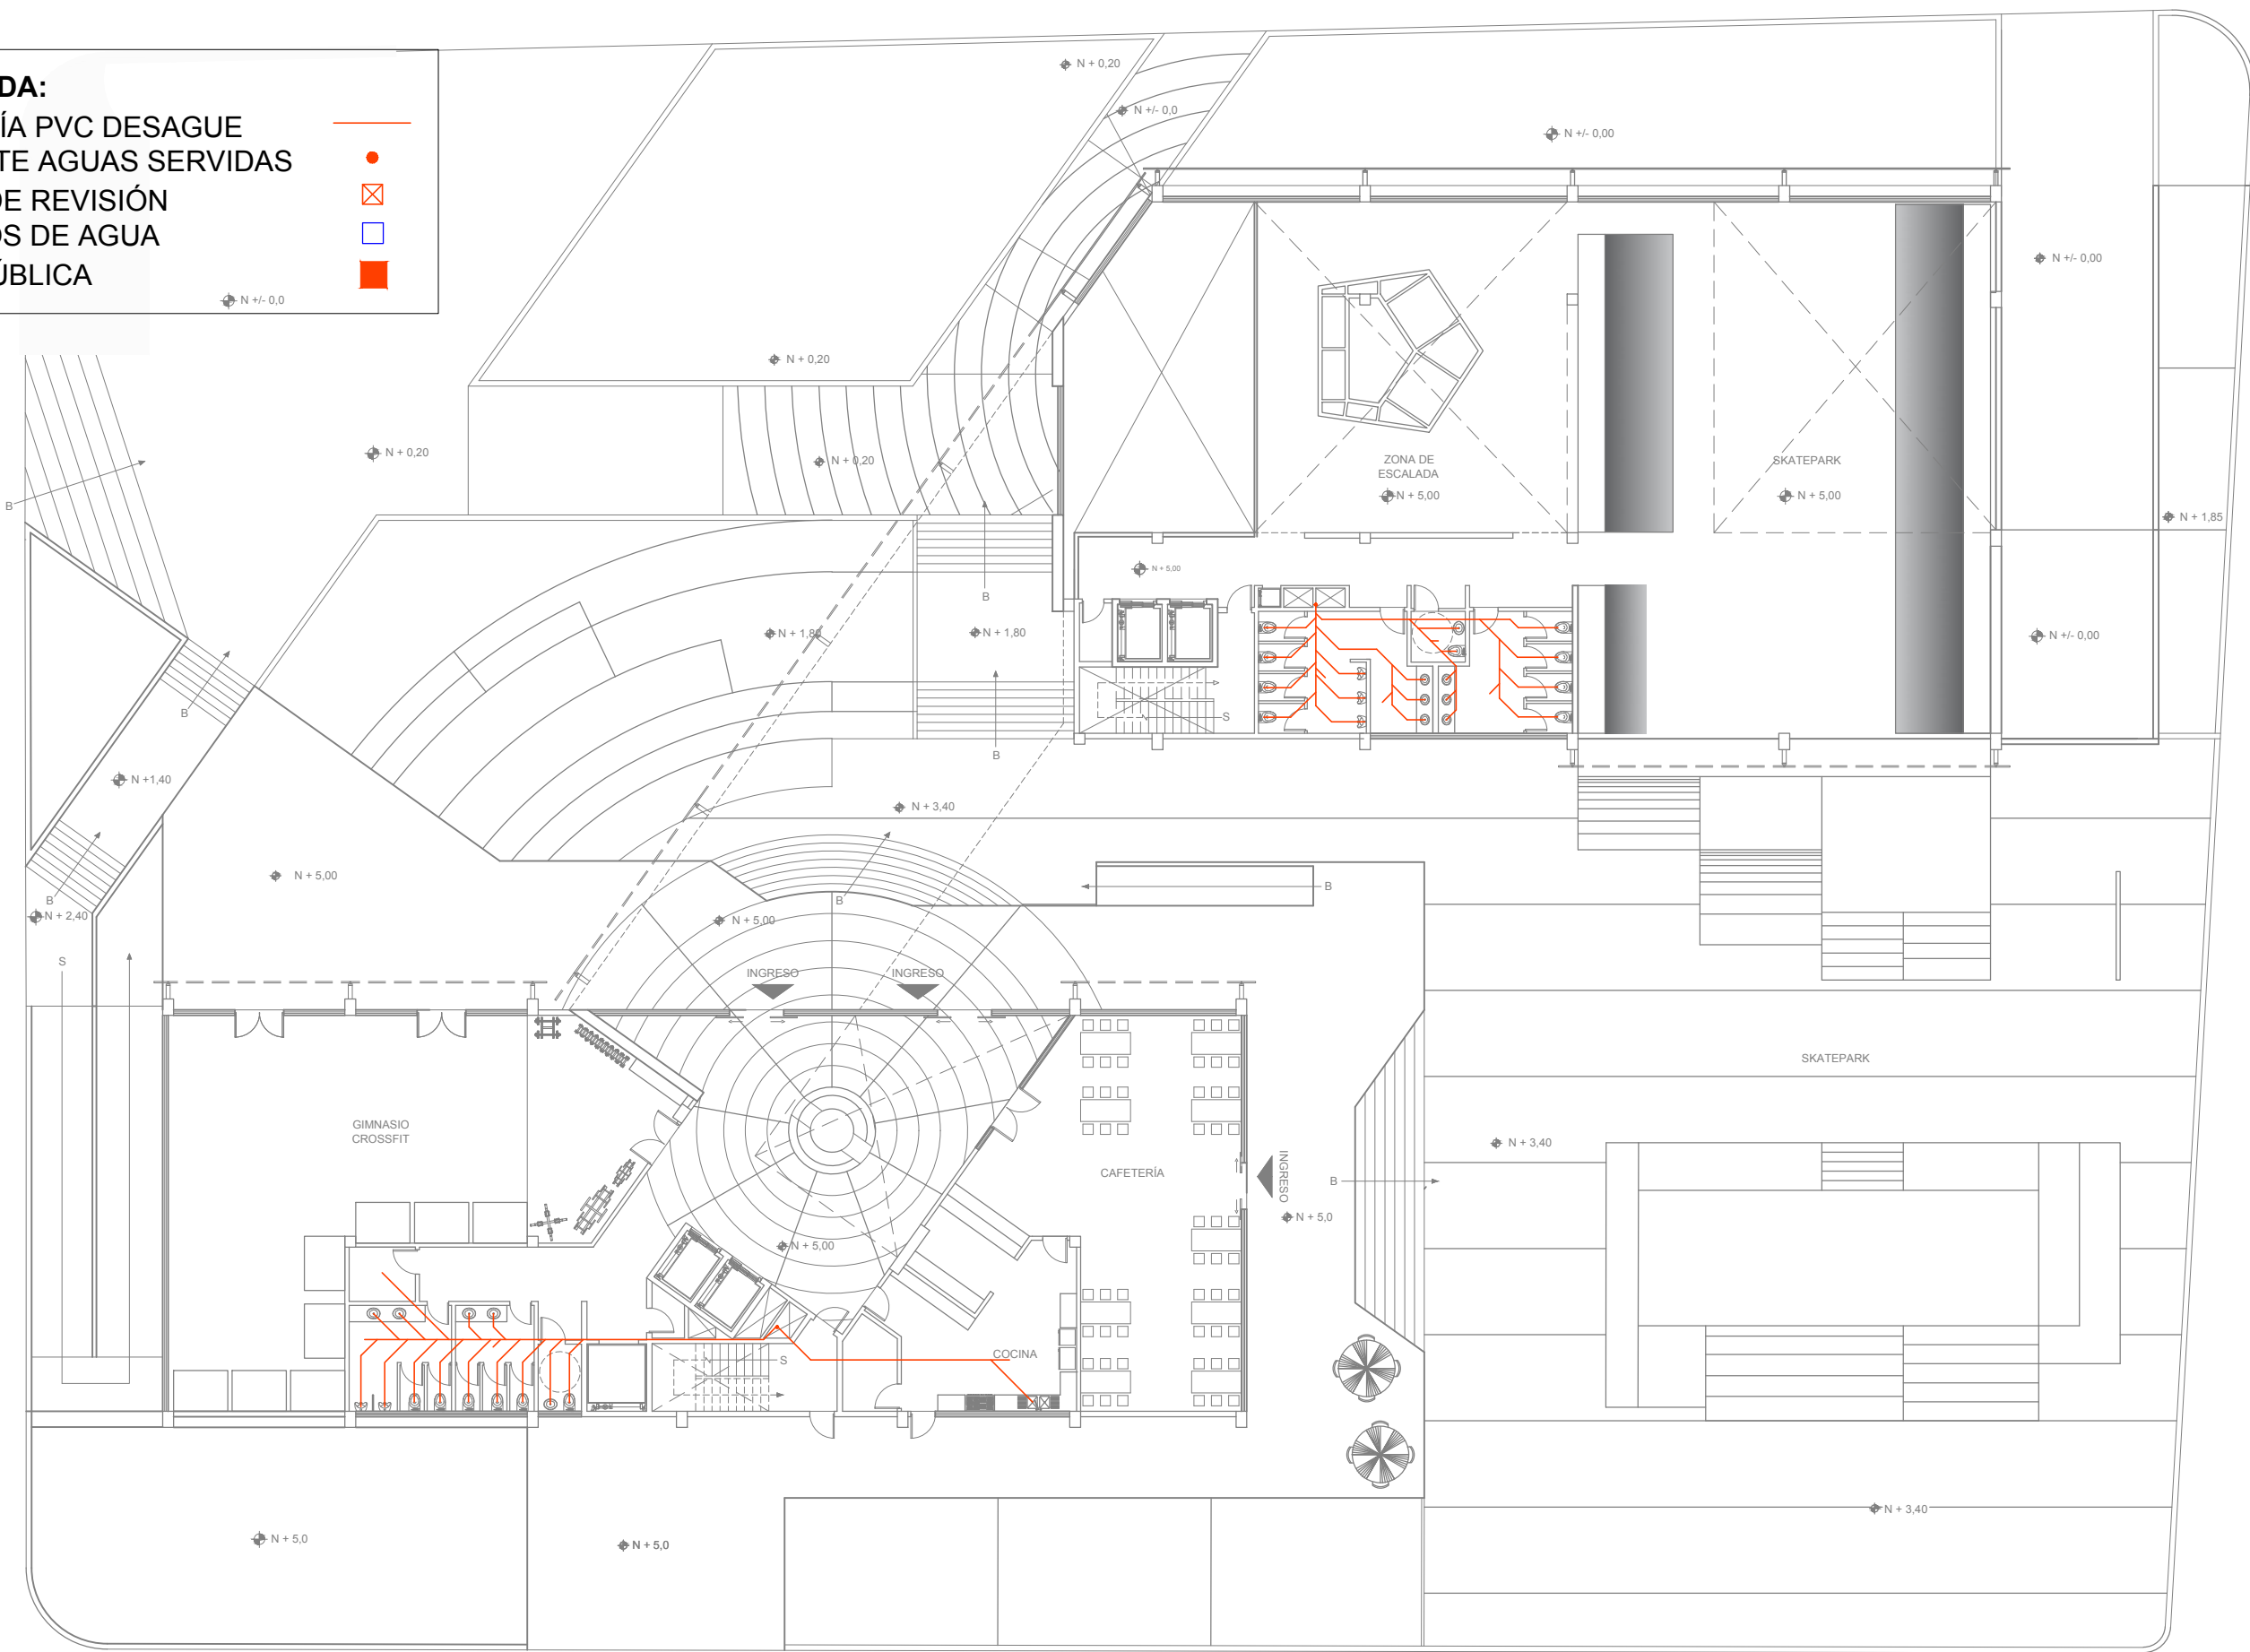 DA:
ÍA PVC DESAGUE
TE AGUAS SERVIDAS
DE REVISIÓN
OS DE AGUA
ÚBLICA
N +/- 0,0
N + 0,20
N +/- 0,0
N +/- 0,00
N +/- 0,00
N + 0,20
N + 0,20
N + 0,20
ZONA DE
ESCALADA
N + 5,00
SKATEPARK
N + 5,00
B
N + 1,85
N + 5,00
B
N + 1,80
N + 1,80
N +/- 0,00
B
S
B
N +1,40
N + 3,40
N + 5,00
B
B
B
N + 2,40
N + 5,00
S
INGRESO
INGRESO
SKATEPARK
GIMNASIO
CROSSFIT
N + 3,40
CAFETERÍA
INGRESO
B
N + 5,0
N + 5,00
COCINA
S
N + 3,40
N + 5,0
N + 5,0